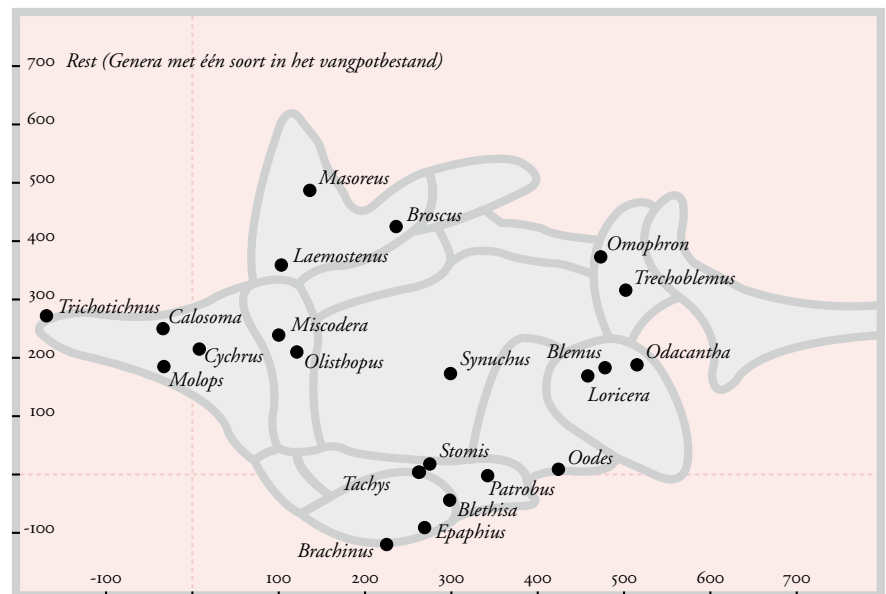 700 Rest (Genera met één soort in het vangpotbestand)
600
500
Masoreus
Broscus
400
Omophron
Laemostenus
Trechoblemus
300
Trichotichnus
Calosoma
Miscodera
Cychrus
Olisthopus
Synuchus
Blemus
Odacantha
200
Molops
Loricera
100
Stomis
Oodes
Tachys
Patrobus
Blethisa
Epaphius
-100
Brachinus
-100 100 200 300 400 500 600 700